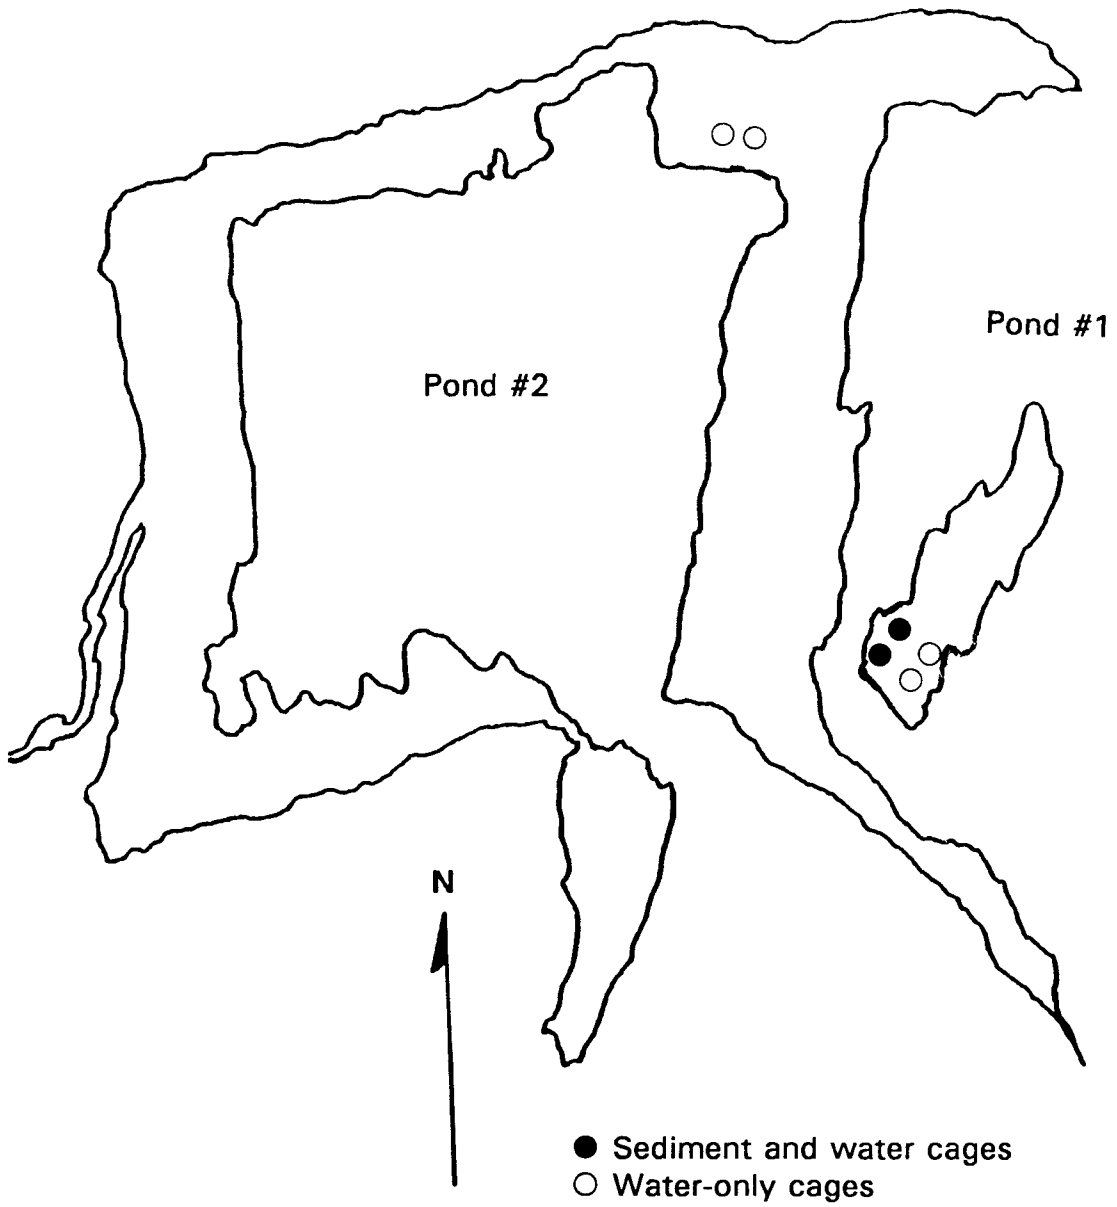 Pond #1
Pond #2
N
Sediment and water cages
Water-only cages